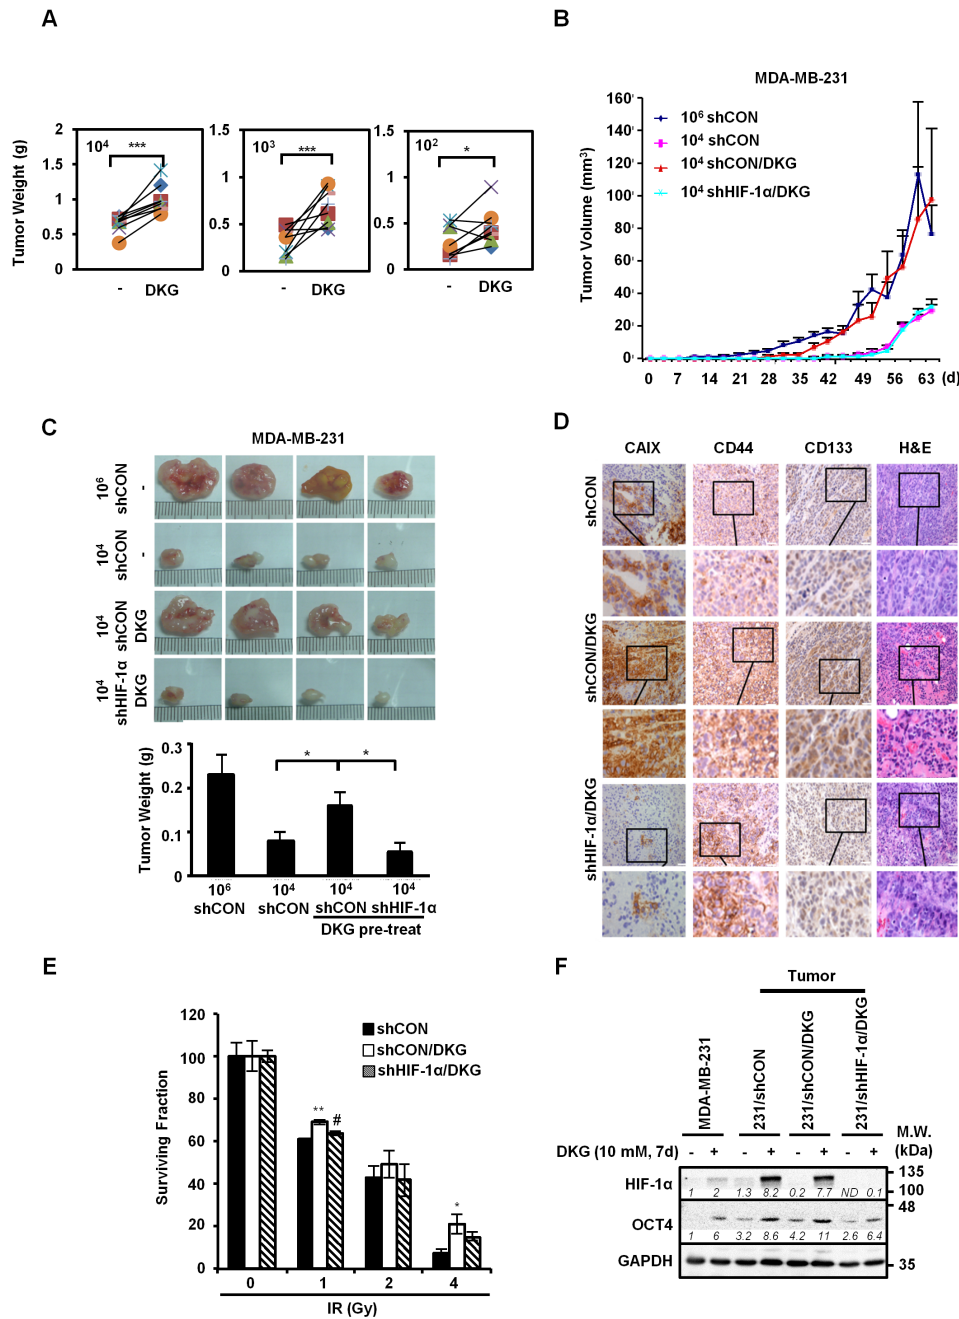 A
Tumor Weight (g)
2
1.5
1
0.5
0
10⁴
***
-
DKG
1.5
1
0.5
0
10³
***
-
DKG
1.5
1
0.5
0
10²
*
-
DKG
B
MDA-MB-231
Tumor Volume (mm³)
160
140
120
100
80
60
40
20
0
10⁶ shCON
10⁴ shCON
10⁴ shCON/DKG
10⁴ shHIF-1α/DKG
0 7 14 21 28 35 42 49 56 63 (d)
C
MDA-MB-231
10⁶ shCON -
10⁴ shCON -
10⁴ shCON DKG
10⁴ shHIF-1α DKG
Tumor Weight (g)
0.3
0.2
0.1
0
* *
10⁶ 10⁴ 10⁴ 10⁴
shCON shCON shCON shHIF-1α
DKG pre-treat
D
CAIX CD44 CD133 H&E
shCON
shCON/DKG
shHIF-1α/DKG
E
Surviving Fraction
120
100
80
60
40
20
0
shCON
shCON/DKG
shHIF-1α/DKG
** #
*
0 1 2 4
IR (Gy)
F
Tumor
MDA-MB-231
231/shCON
231/shCON/DKG
231/shHIF-1α/DKG
M.W.
(kDa)
DKG (10 mM, 7d) - + - + - + - +
HIF-1α
1 2 1.3 8.2 0.2 7.7 ND 0.1
135
100
48
OCT4
1 6 3.2 8.6 4.2 11 2.6 6.4
GAPDH
35